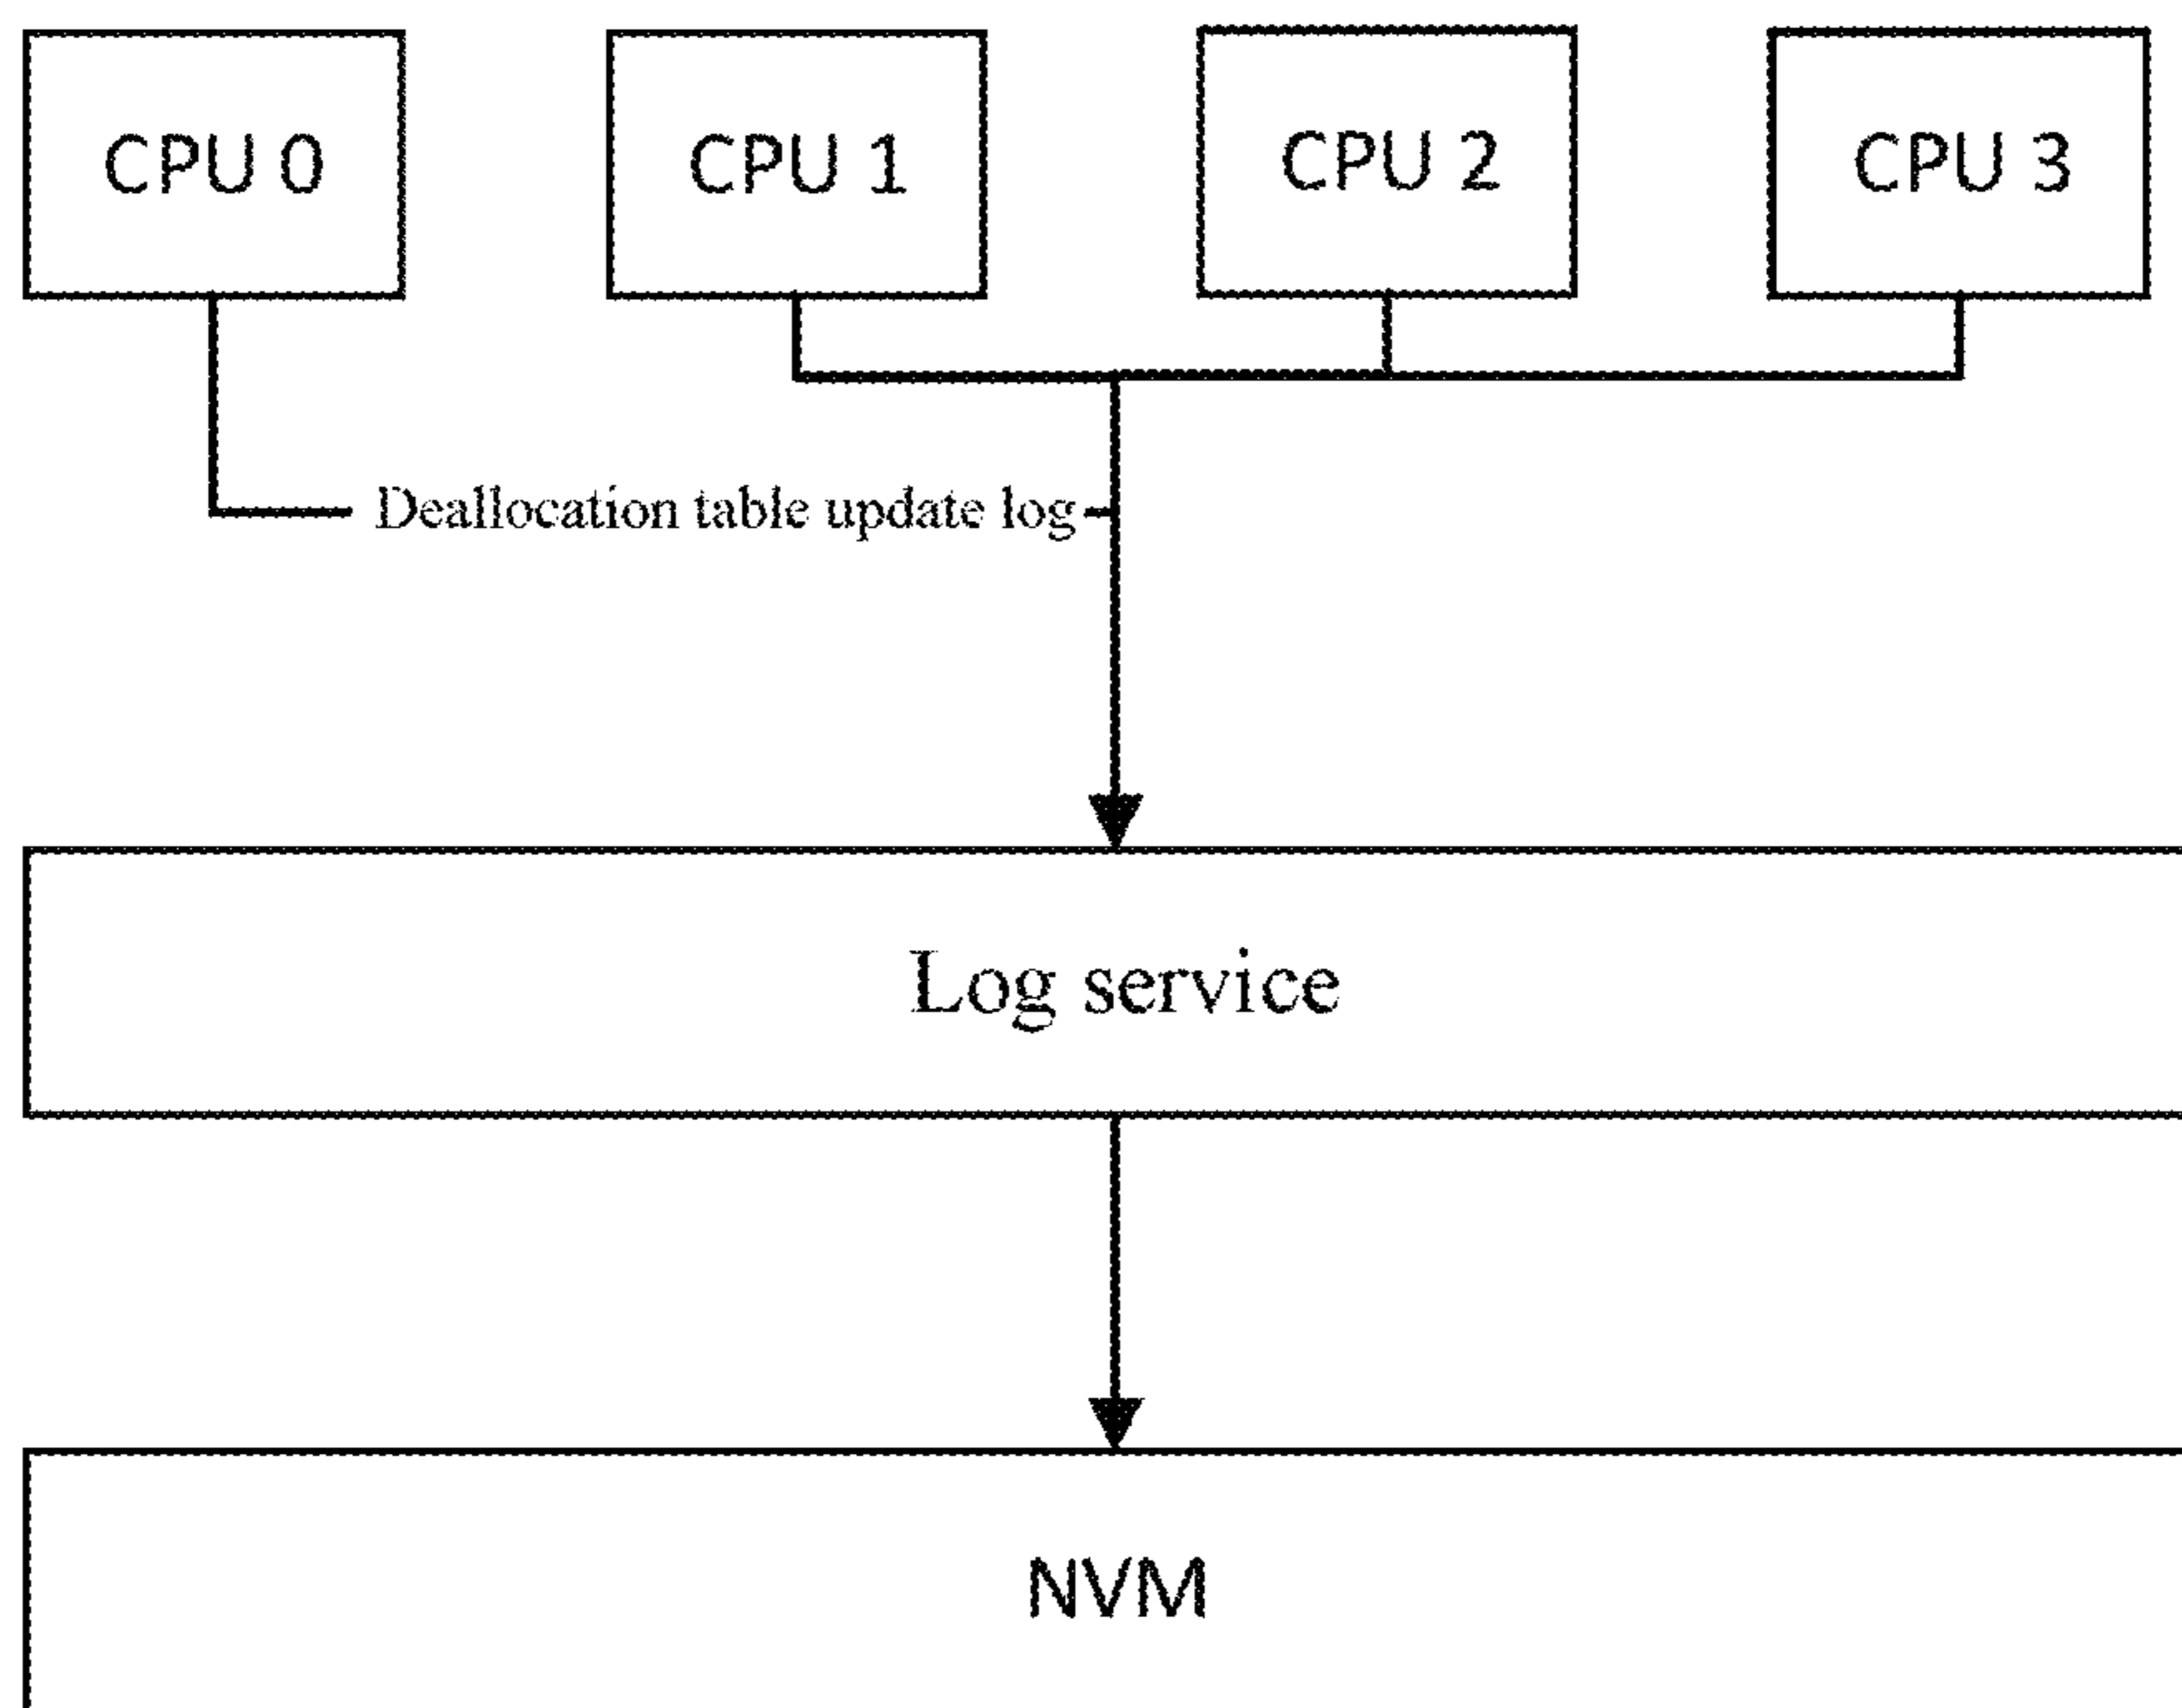 CPU 0
CPU 1
CPU 2
CPU 3
Deallocation table update log
Log service
NVM